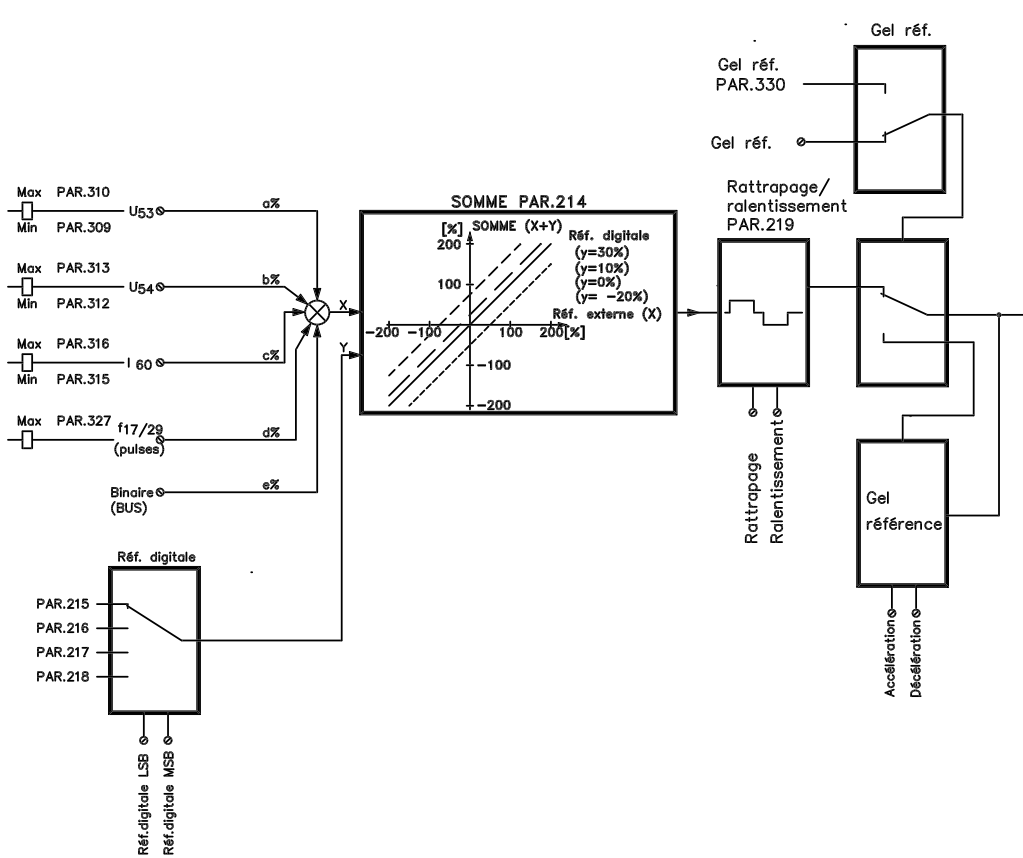 Gel réf.
Gel réf.
PAR.330
Gel réf.
Max PAR.310
U53
a%
Min PAR.309
Max PAR.313
U54
b%
Min PAR.312
Max PAR.316
I 60
c%
Min PAR.315
Max PAR.327
f17/29
(pulses)
d%
Binaire
(BUS)
e%
X
Y
SOMME PAR.214
[%] SOMME (X+Y)
200
100
Réf. digitale
(y=30%)
(y=10%)
(y=0%)
(y= -20%)
Réf. externe (X)
-200 -100 100 200[%]
-100
-200
Rattrapage/
ralentissement
PAR.219
Rattrapage
Ralentissement
Gel
référence
Accélération
Décélération
Réf. digitale
PAR.215
PAR.216
PAR.217
PAR.218
Réf.digitale LSB
Réf.digitale MSB